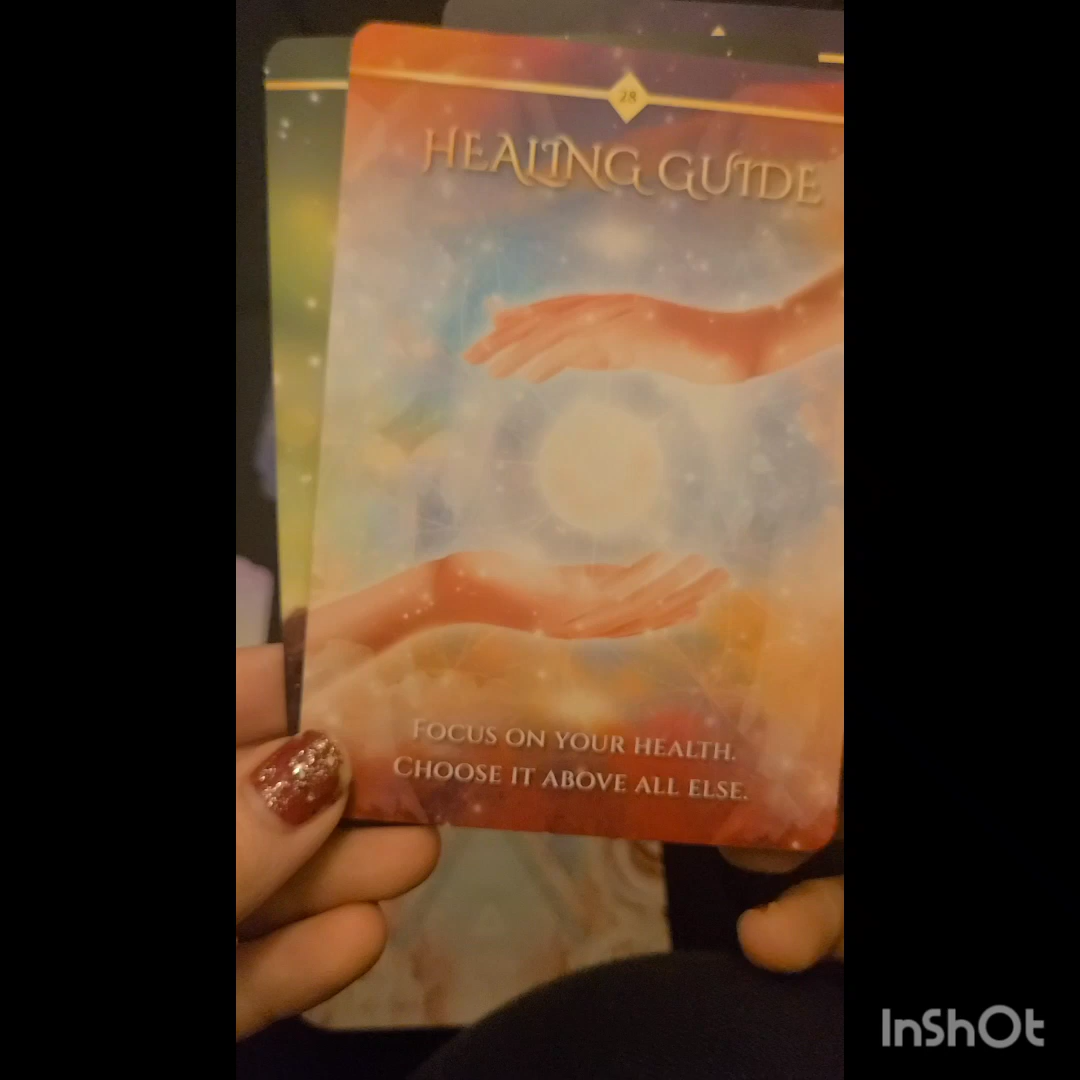 28
HEALING GUIDE
FOCUS ON YOUR HEALTH.
CHOOSE IT ABOVE ALL ELSE.
InShOt